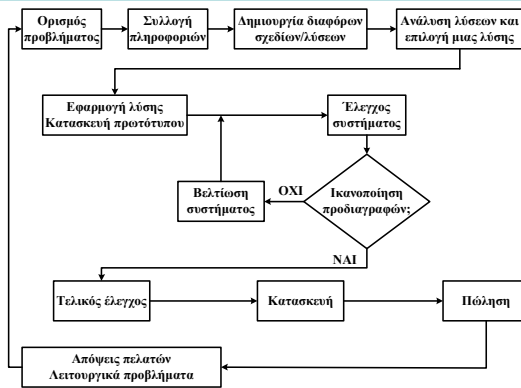 Ορισμός
προβλήματος
Συλλογή
πληροφοριών
Δημιουργία διαφόρων
σχεδίων/λύσεων
Ανάλυση λύσεων και
επιλογή μιας λύσης
Εφαρμογή λύσης
Κατασκευή πρωτότυπου
Έλεγχος
συστήματος
Βελτίωση
συστήματος
ΟΧΙ
Ικανοποίηση
προδιαγραφών;
ΝΑΙ
Τελικός έλεγχος
Κατασκευή
Πώληση
Απόψεις πελατών
Λειτουργικά προβλήματα